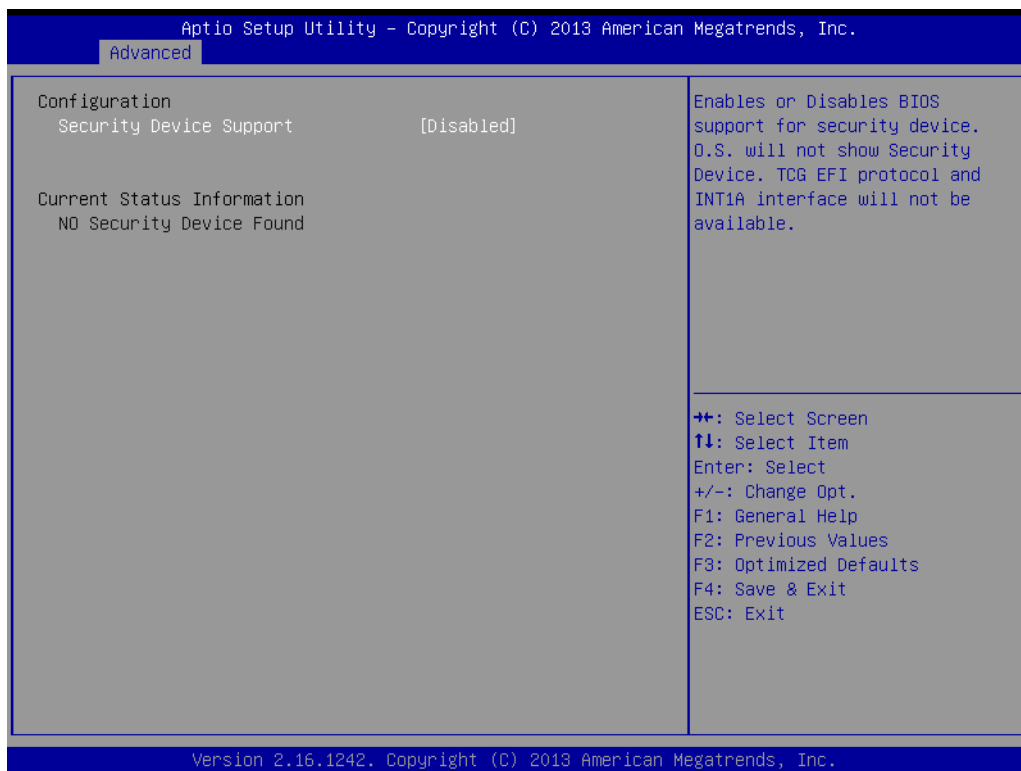 Aptio Setup Utility – Copyright (C) 2013 American Megatrends, Inc.
Advanced
Configuration
Security Device Support [Disabled]
Current Status Information
NO Security Device Found
Enables or Disables BIOS
support for security device.
O.S. will not show Security
Device. TCG EFI protocol and
INT1A interface will not be
available.
→←: Select Screen
↑↓: Select Item
Enter: Select
+/-: Change Opt.
F1: General Help
F2: Previous Values
F3: Optimized Defaults
F4: Save & Exit
ESC: Exit
Version 2.16.1242. Copyright (C) 2013 American Megatrends, Inc.